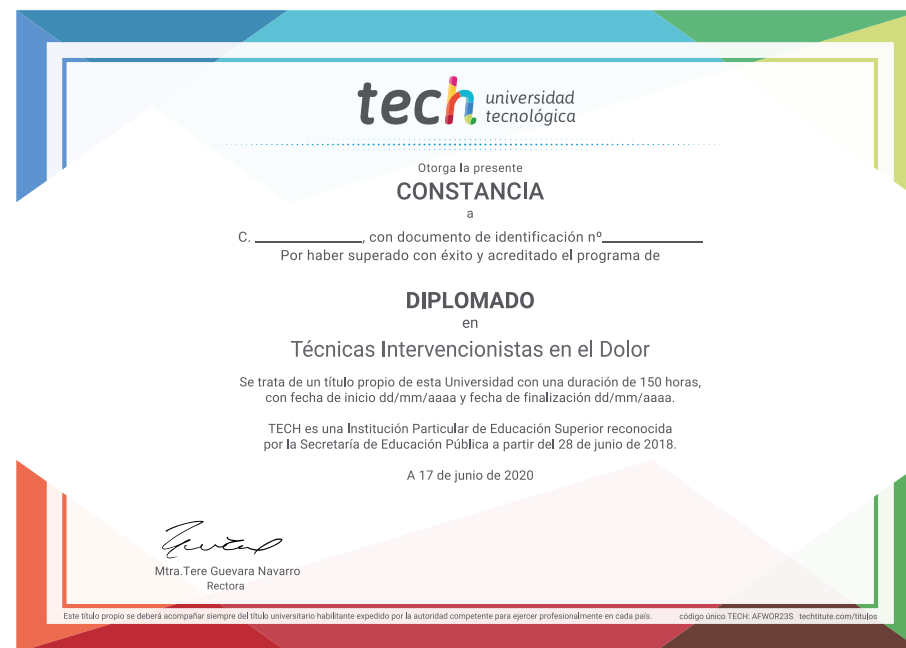 tech universidad
tecnológica
Otorga la presente
CONSTANCIA
a
C. ______________, con documento de identificación nº_____________
Por haber superado con éxito y acreditado el programa de
DIPLOMADO
en
Técnicas Intervencionistas en el Dolor
Se trata de un título propio de esta Universidad con una duración de 150 horas,
con fecha de inicio dd/mm/aaaa y fecha de finalización dd/mm/aaaa.
TECH es una Institución Particular de Educación Superior reconocida
por la Secretaría de Educación Pública a partir del 28 de junio de 2018.
A 17 de junio de 2020
Mtra.Tere Guevara Navarro
Rectora
Este título propio se deberá acompañar siempre del título universitario habilitante expedido por la autoridad competente para ejercer profesionalmente en cada país. código único TECH: AFWOR23S techtitute.com/titulos